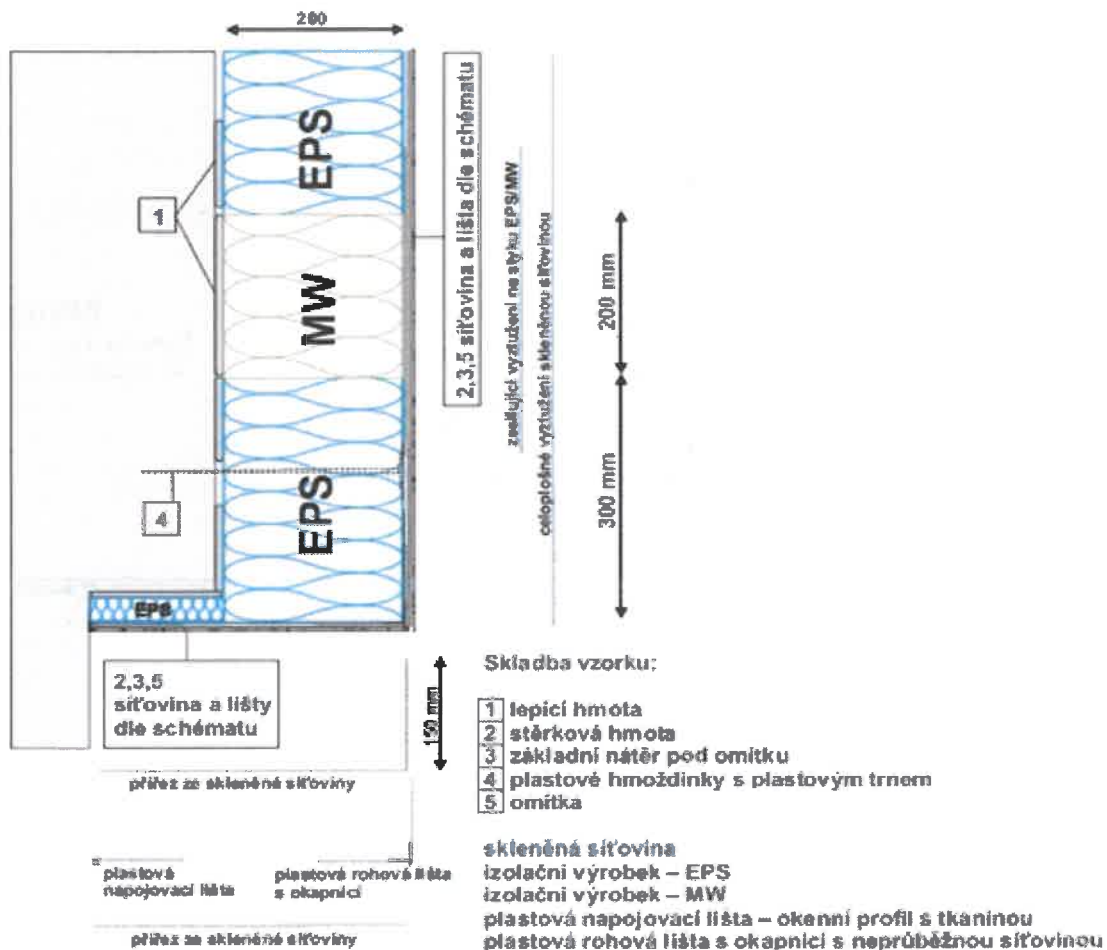 200
EPS
1
MW
2,3,5 síťovina a lišta dle schématu
zesilující vyztužení na styku EPS/MW
celoplošné vyztužení skleněnou síťovinou
200 mm
300 mm
4
EPS
EPS
2,3,5
síťovina a lišty
dle schématu
150 mm
přířez ze skleněné síťoviny
plastová
napojovací lišta
plastová rohová lišta
s okapnicí
přířez ze skleněné síťoviny
Skladba vzorku:
1 lepicí hmota
2 stěrková hmota
3 základní nátěr pod omítku
4 plastové hmoždinky s plastovým trnem
5 omítka
skleněná síťovina
izolační výrobek – EPS
izolační výrobek – MW
plastová napojovací lišta – okenní profil s tkaninou
plastová rohová lišta s okapnicí s neprůběžnou síťovinou